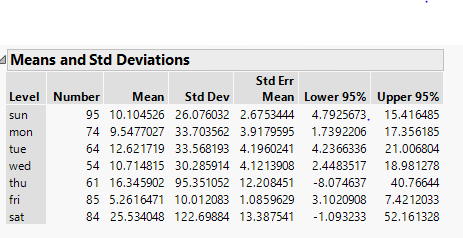 Means and Std Deviations
Std Err
Level Number Mean Std Dev Mean Lower 95% Upper 95%
sun 95 10.104526 26.076032 2.6753444 4.7925673 15.416485
mon 74 9.5477027 33.703562 3.9179595 1.7392206 17.356185
tue 64 12.621719 33.568193 4.1960241 4.2366336 21.006804
wed 54 10.714815 30.285914 4.1213908 2.4483517 18.981278
thu 61 16.345902 95.351052 12.208451 -8.074637 40.76644
fri 85 5.2616471 10.012083 1.0859629 3.1020908 7.4212033
sat 84 25.534048 122.69884 13.387541 -1.093233 52.161328